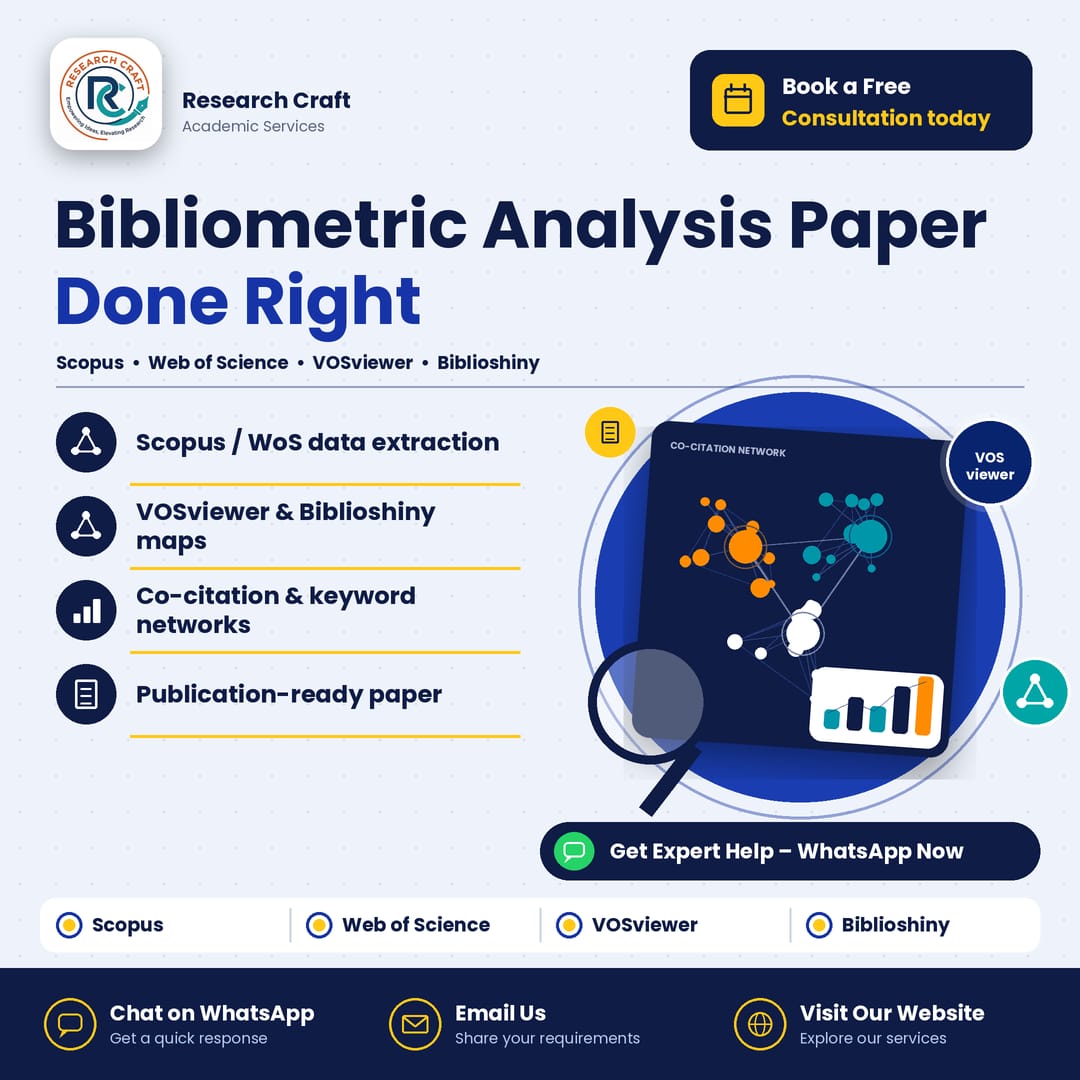 RESEARCH CRAFT
RC
Empowering Ideas, Elevating Research
Research Craft
Academic Services
Book a Free
Consultation today
Bibliometric Analysis Paper
Done Right
Scopus • Web of Science • VOSviewer • Biblioshiny
Scopus / WoS data extraction
VOSviewer & Biblioshiny
maps
Co-citation & keyword
networks
Publication-ready paper
CO-CITATION NETWORK
VOS
viewer
Get Expert Help – WhatsApp Now
Scopus
Web of Science
VOSviewer
Biblioshiny
Chat on WhatsApp
Get a quick response
Email Us
Share your requirements
Visit Our Website
Explore our services